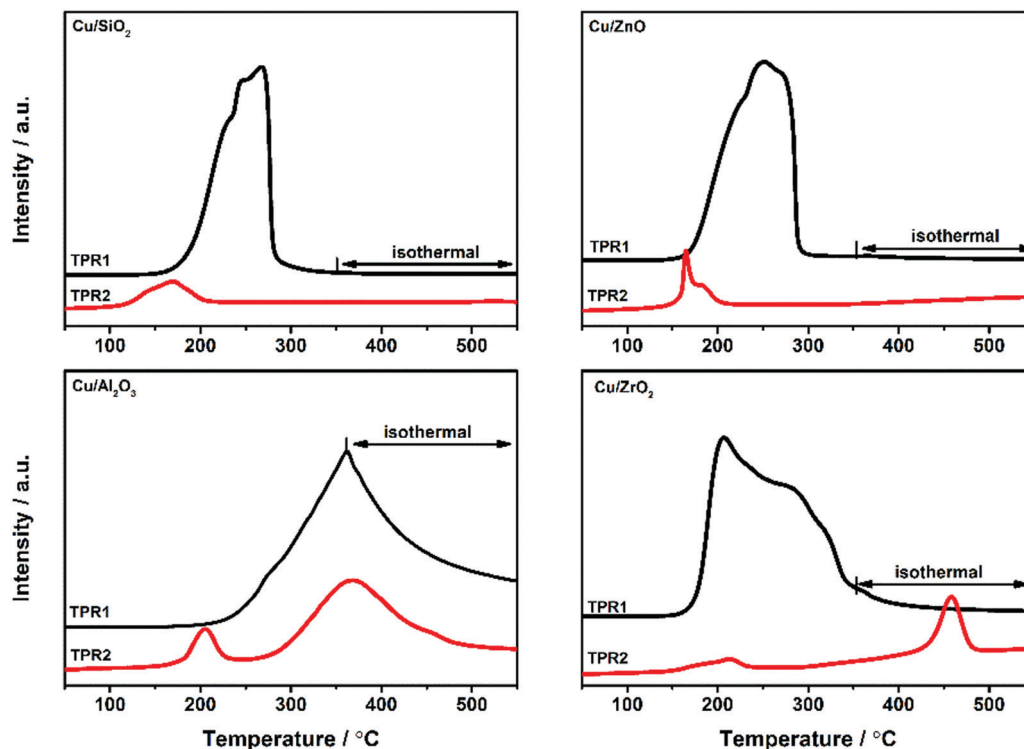 Cu/SiO₂
Intensity / a.u.
TPR1
isothermal
TPR2
100 200 300 400 500
Cu/ZnO
TPR1
isothermal
TPR2
100 200 300 400 500
Cu/Al₂O₃
Intensity / a.u.
isothermal
TPR1
TPR2
100 200 300 400 500
Temperature / °C
Cu/ZrO₂
isothermal
TPR1
TPR2
100 200 300 400 500
Temperature / °C